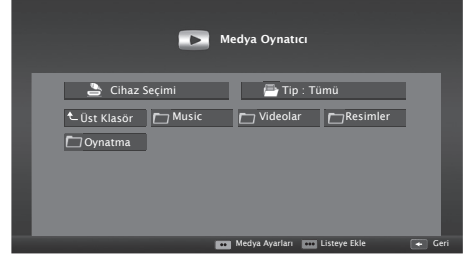 Medya Oynatıcı
Cihaz Seçimi
Tip : Tümü
Üst Klasör
Music
Videolar
Resimler
Oynatma
Medya Ayarları
Listeye Ekle
Geri